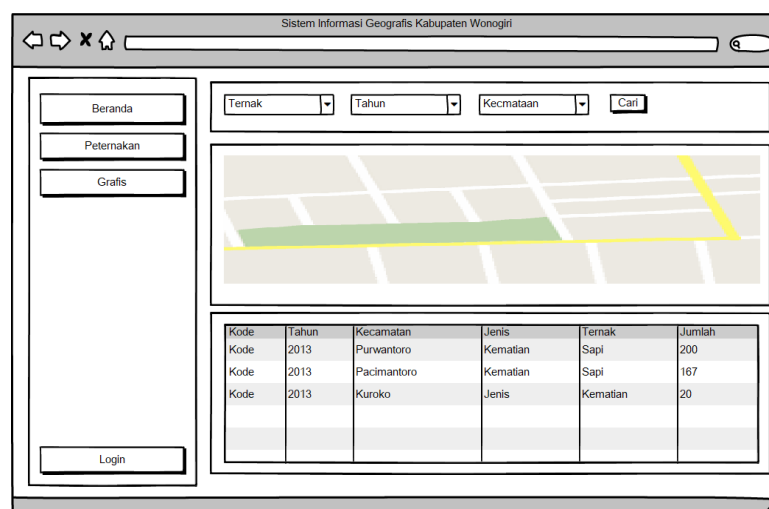 Sistem Informasi Geografis Kabupaten Wonogiri
Beranda
Peternakan
Grafis
Login
Ternak Tahun Kecmataan Cari
Kode Tahun Kecamatan Jenis Ternak Jumlah
Kode 2013 Purwantoro Kematian Sapi 200
Kode 2013 Pacimantoro Kematian Sapi 167
Kode 2013 Kuroko Jenis Kematian 20